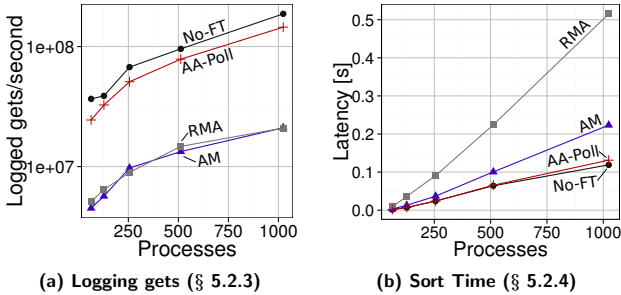 Logged gets/second
1e+08
1e+07
No-FT
AA-Poll
RMA
AM
250 500 750 1000
Processes
(a) Logging gets (§ 5.2.3)
Latency [s]
0.5
0.4
0.3
0.2
0.1
0.0
RMA
AM
AA-Poll
No-FT
250 500 750 1000
Processes
(b) Sort Time (§ 5.2.4)